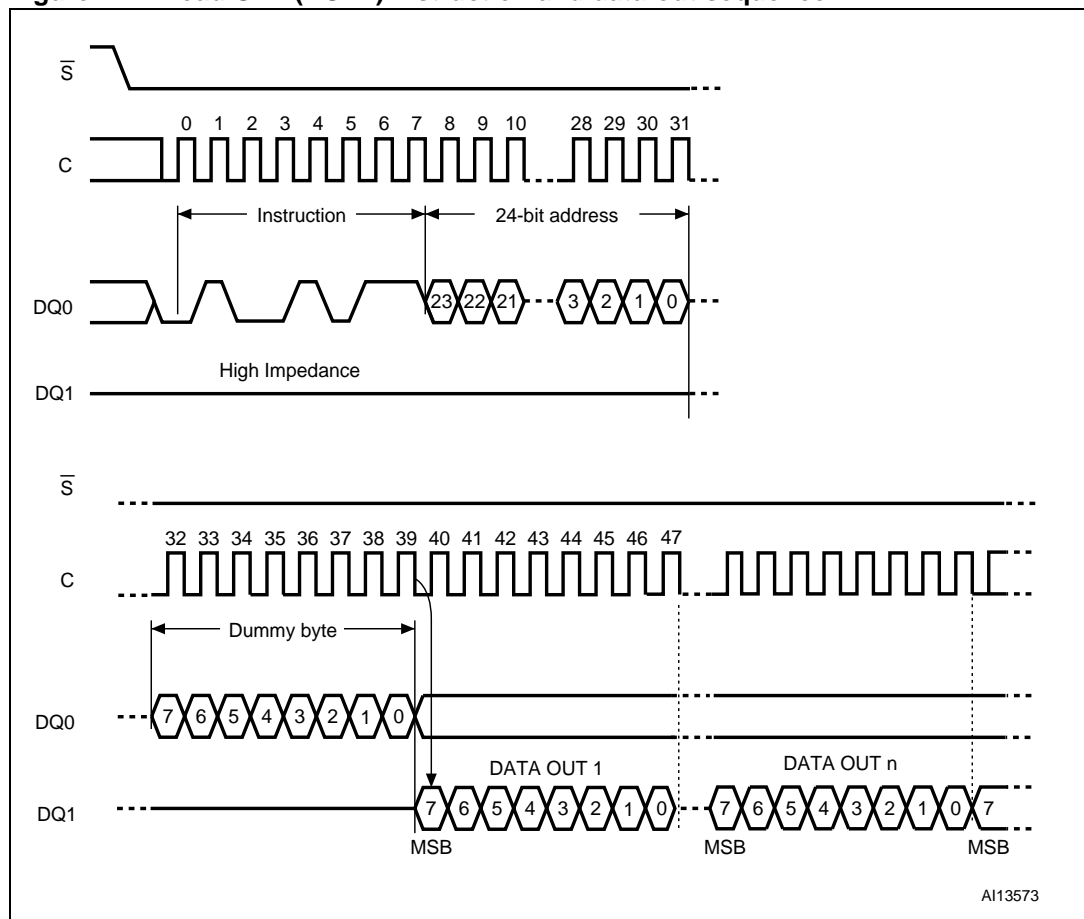 S
0 1 2 3 4 5 6 7 8 9 10 28 29 30 31
C
Instruction 24-bit address
DQ0 23 22 21 3 2 1 0
High Impedance
DQ1
S
32 33 34 35 36 37 38 39 40 41 42 43 44 45 46 47
C
Dummy byte
DQ0 7 6 5 4 3 2 1 0
DATA OUT 1 DATA OUT n
DQ1 7 6 5 4 3 2 1 0 7 6 5 4 3 2 1 0 7
MSB MSB MSB
AI13573